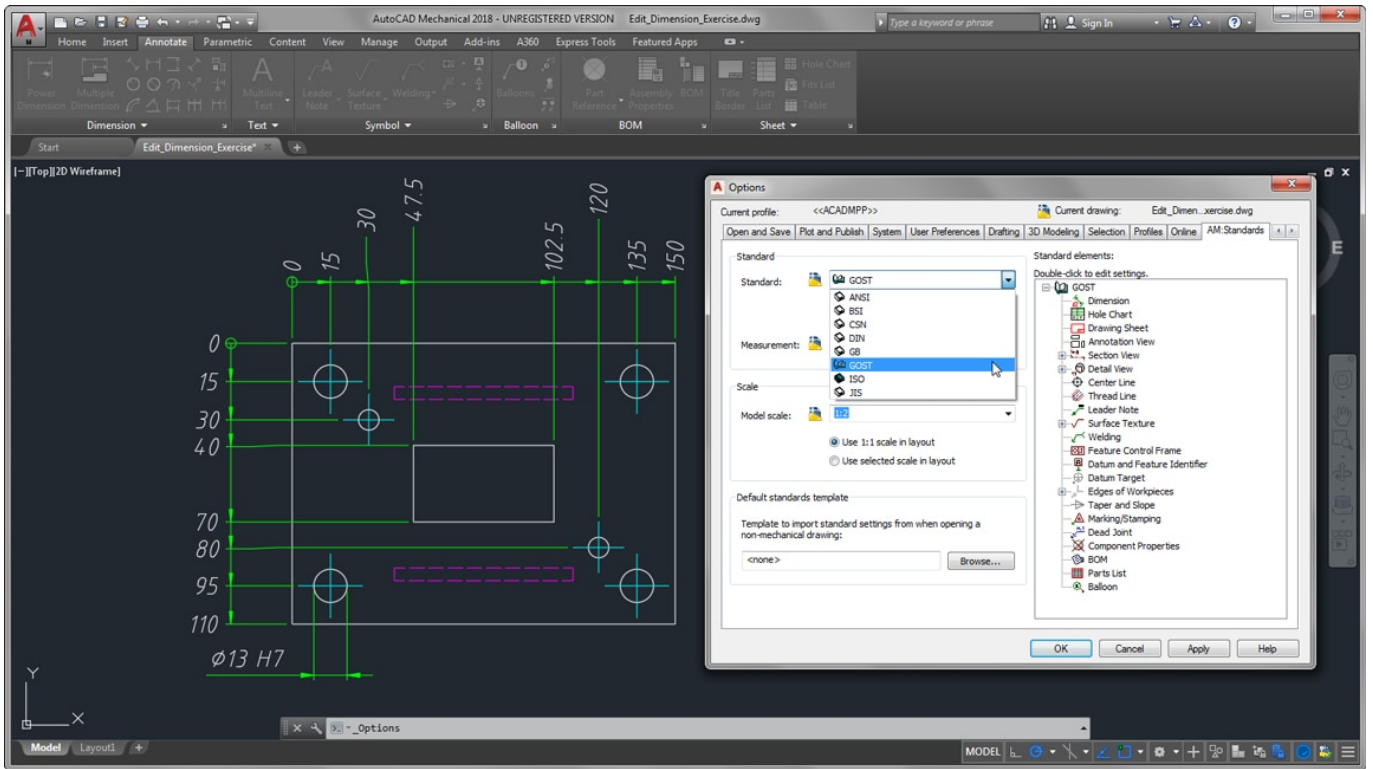 AutoCAD Mechanical 2018 - UNREGISTERED VERSION Edit_Dimension_Exercise.dwg
Type a keyword or phrase
Sign In
Home Insert Annotate Parametric Content View Manage Output Add-ins A360 Express Tools Featured Apps
Power Dimension
Multiple Dimension
Multiline Text
Leader Note
Surface Texture
Welding
Balloons
Part Reference
Assembly Properties
BOM
Title Border
Parts List
Hole Chart
Fits List
Table
Dimension Text Symbol Balloon BOM Sheet
Start Edit_Dimension_Exercise*
[−][Top][2D Wireframe]
0 15 30 47.5 102.5 120 135 150
0
15
30
40
70
80
95
110
Ø13 H7
Y
X
E
Options
Current profile: <<ACADMPP>> Current drawing: Edit_Dimen...xercise.dwg
Open and Save Plot and Publish System User Preferences Drafting 3D Modeling Selection Profiles Online AM:Standards
Standard
Standard: GOST
ANSI
BSI
CSN
DIN
GB
GOST
ISO
JIS
Measurement:
Scale
Model scale: 1:2
Use 1:1 scale in layout
Use selected scale in layout
Default standards template
Template to import standard settings from when opening a
non-mechanical drawing:
<none> Browse...
Standard elements:
Double-click to edit settings.
GOST
Dimension
Hole Chart
Drawing Sheet
Annotation View
Section View
Detail View
Center Line
Thread Line
Leader Note
Surface Texture
Welding
Feature Control Frame
Datum and Feature Identifier
Datum Target
Edges of Workpieces
Taper and Slope
Marking/Stamping
Dead Joint
Component Properties
BOM
Parts List
Balloon
OK Cancel Apply Help
_Options
Model Layout1 +
MODEL